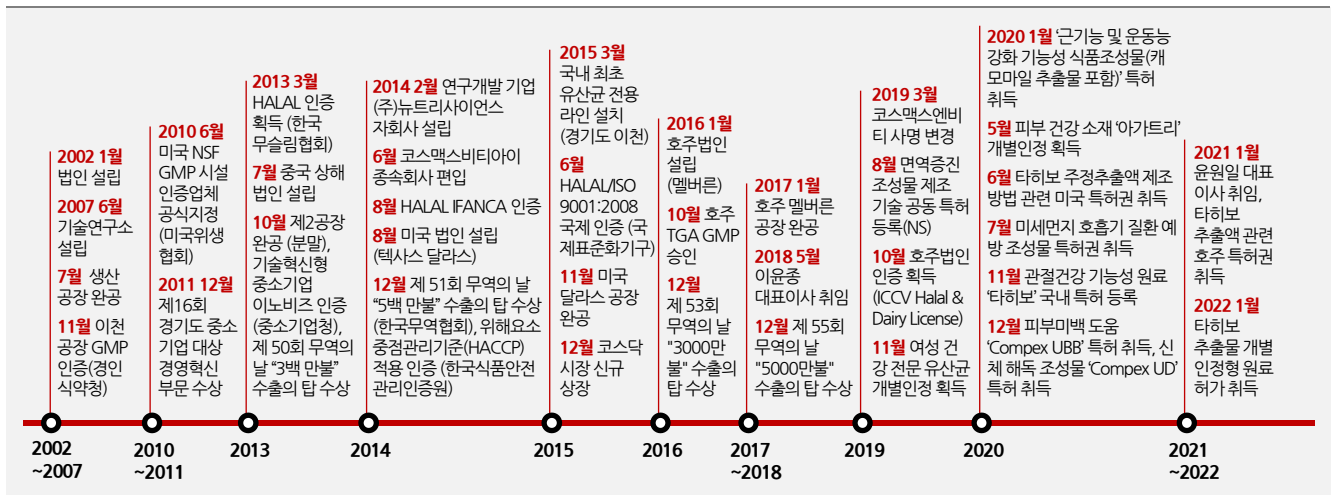 2002 1월
법인 설립
2007 6월
기술연구소
설립
7월 생산
공장 완공
11월 이천
공장 GMP
인증(경인
식약청)
2010 6월
미국 NSF
GMP 시설
인증업체
공식지정
(미국위생
협회)
2011 12월
제16회
경기도 중소
기업 대상
경영혁신
부문 수상
2013 3월
HALAL 인증
획득 (한국
무슬림협회)
7월 중국 상해
법인 설립
10월 제2공장
완공 (분말),
기술혁신형
중소기업
이노비즈 인증
(중소기업청),
제 50회 무역의
날 “3백 만불”
수출의 탑 수상
2014 2월 연구개발 기업
(주)뉴트리사이언스
자회사 설립
6월 코스맥스비티아이
종속회사 편입
8월 HALAL IFANCA 인증
8월 미국 법인 설립
(텍사스 달라스)
12월 제 51회 무역의 날
“5백 만불” 수출의 탑 수상
(한국무역협회), 위해요소
중점관리기준(HACCP)
적용 인증 (한국식품안전
관리인증원)
2015 3월
국내 최초
유산균 전용
라인 설치
(경기도 이천)
6월
HALAL/ISO
9001:2008
국제 인증 (국
제표준화기구)
11월 미국
달라스 공장
완공
12월 코스닥
시장 신규
상장
2016 1월
호주법인
설립
(멜버른)
10월 호주
TGA GMP
승인
12월
제 53회
무역의 날
"3000만
불" 수출의
탑 수상
2017 1월
호주 멜버른
공장 완공
2018 5월
이윤종
대표이사 취임
12월 제 55회
무역의 날
"5000만불"
수출의 탑 수상
2019 3월
코스맥스엔비
티 사명 변경
8월 면역증진
조성물 제조
기술 공동 특허
등록(NS)
10월 호주법인
인증 획득
(ICCV Halal &
Dairy License)
11월 여성 건
강 전문 유산균
개별인정 획득
2020 1월 ‘근기능 및 운동능
강화 기능성 식품조성물(캐
모마일 추출물 포함)’ 특허
취득
5월 피부 건강 소재 ‘아가트리’
개별인정 획득
6월 타히보 주정추출액 제조
방법 관련 미국 특허권 취득
7월 미세먼지 호흡기 질환 예
방 조성물 특허권 취득
11월 관절건강 기능성 원료
‘타히보’ 국내 특허 등록
12월 피부미백 도움
‘Compex UBB’ 특허 취득, 신
체 해독 조성물 ‘Compex UD’
특허 취득
2021 1월
윤원일 대표
이사 취임,
타히보
추출액 관련
호주 특허권
취득
2022 1월
타히보
추출물 개별
인정형 원료
허가 취득
2002
~2007
2010
~2011
2013
2014
2015
2016
2017
~2018
2019
2020
2021
~2022